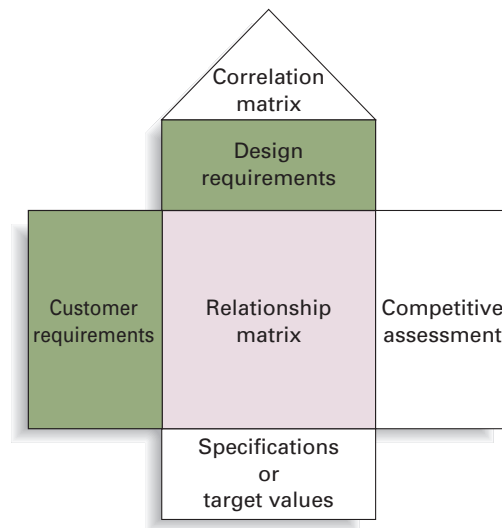 Correlation
matrix
Design
requirements
Customer
requirements
Relationship
matrix
Competitive
assessment
Specifications
or
target values